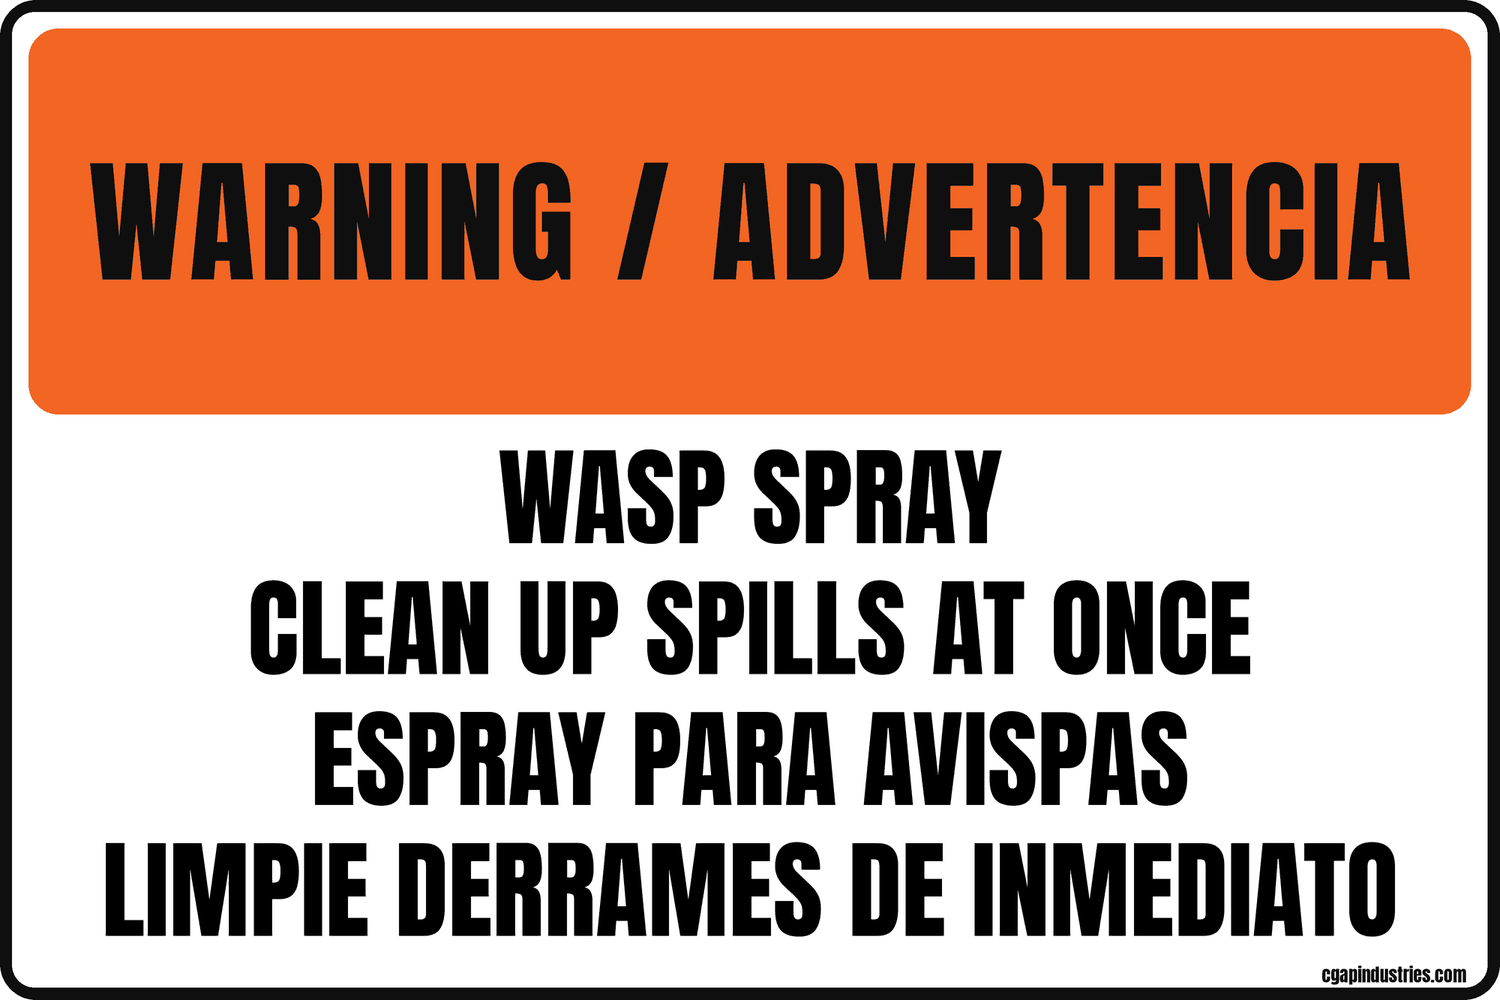 WARNING / ADVERTENCIA
WASP SPRAY
CLEAN UP SPILLS AT ONCE
ESPRAY PARA AVISPAS
LIMPIE DERRAMES DE INMEDIATO
cgapindustries.com